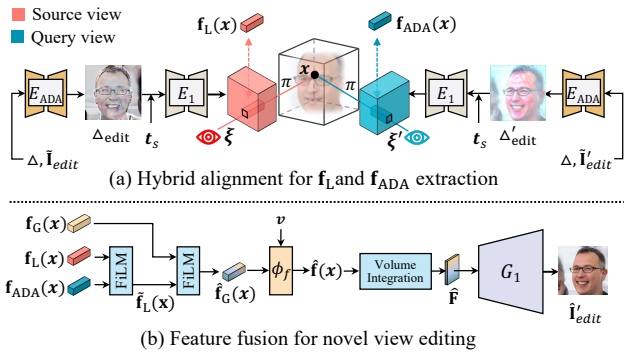 Source view
Query view
f_L(x)
f_ADA(x)
x
π
π
E_ADA
Δ_edit
E_1
t_s
ξ
ξ′
E_1
t_s
Δ′_edit
E_ADA
△, Ĩ_edit
△, Ĩ′_edit
(a) Hybrid alignment for f_L and f_ADA extraction
f_G(x)
f_L(x)
f_ADA(x)
FiLM
f̃_L(x)
FiLM
f̂_G(x)
v
ϕ_f
f̂(x)
Volume
Integration
F̂
G_1
Î′_edit
(b) Feature fusion for novel view editing